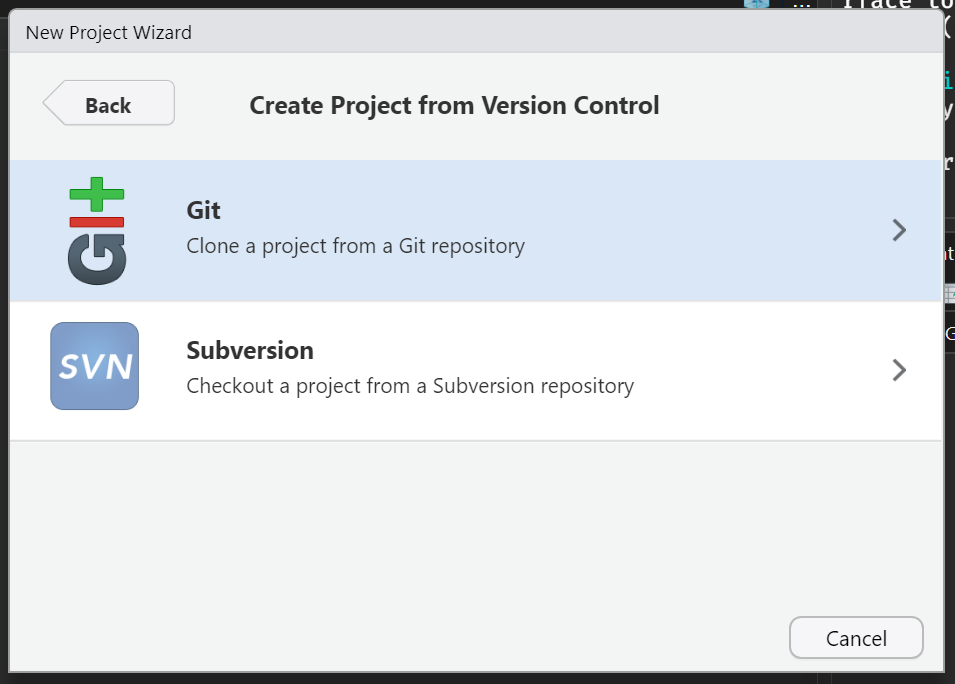 New Project Wizard
Back
Create Project from Version Control
Git
Git
Clone a project from a Git repository
SVN
Subversion
Checkout a project from a Subversion repository
Cancel